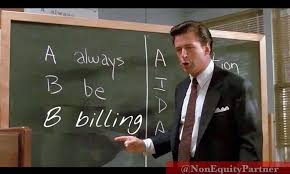 A always
B be
B billing
A
I
D
A
tion
@NonEquityPartner